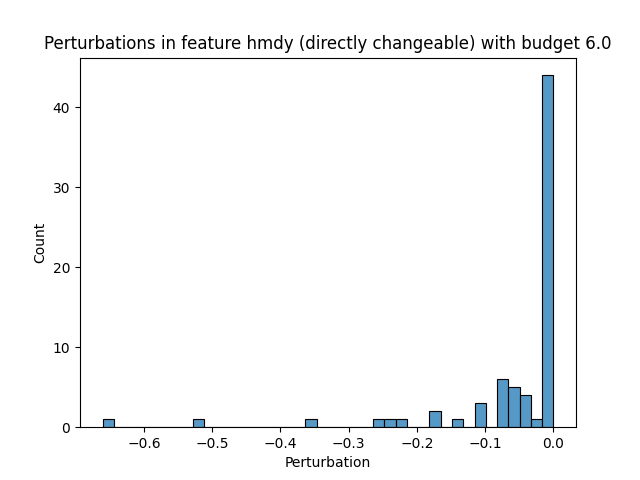 Perturbations in feature hmdy (directly changeable) with budget 6.0
40
30
20
10
0
Count
−0.6 −0.5 −0.4 −0.3 −0.2 −0.1 0.0
Perturbation